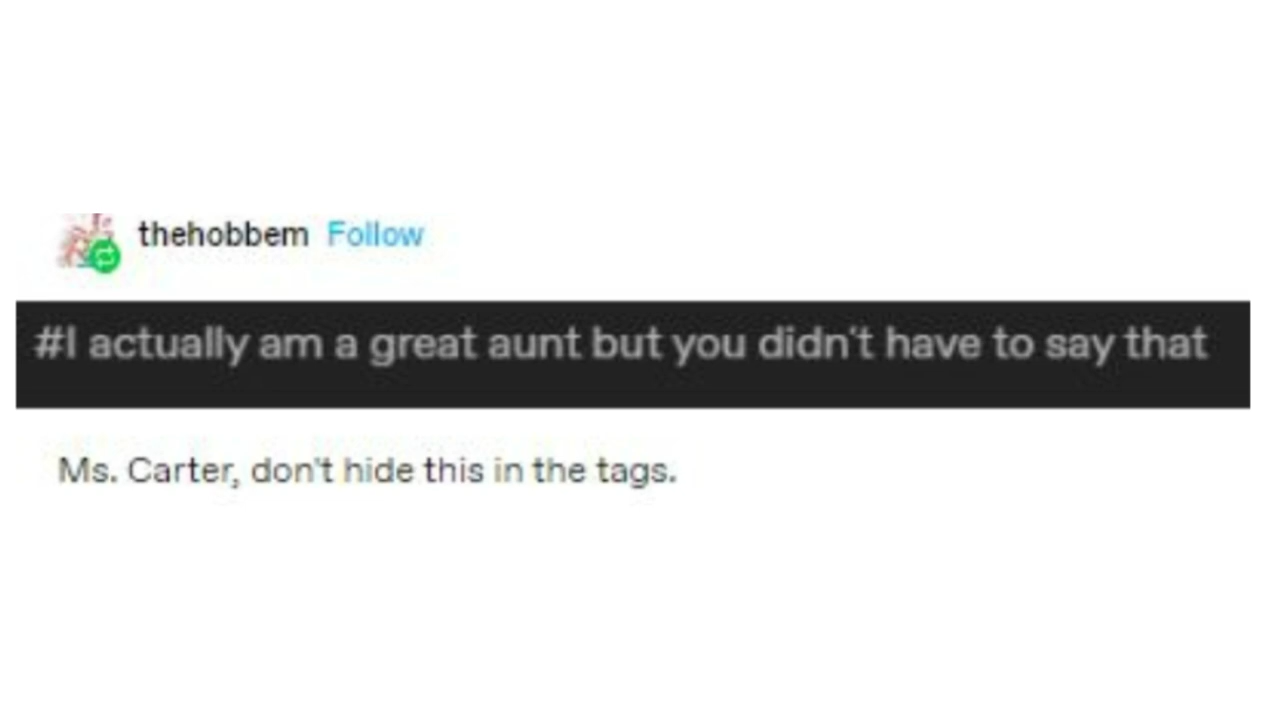 thehobbem Follow
#I actually am a great aunt but you didn't have to say that
Ms. Carter, don't hide this in the tags.